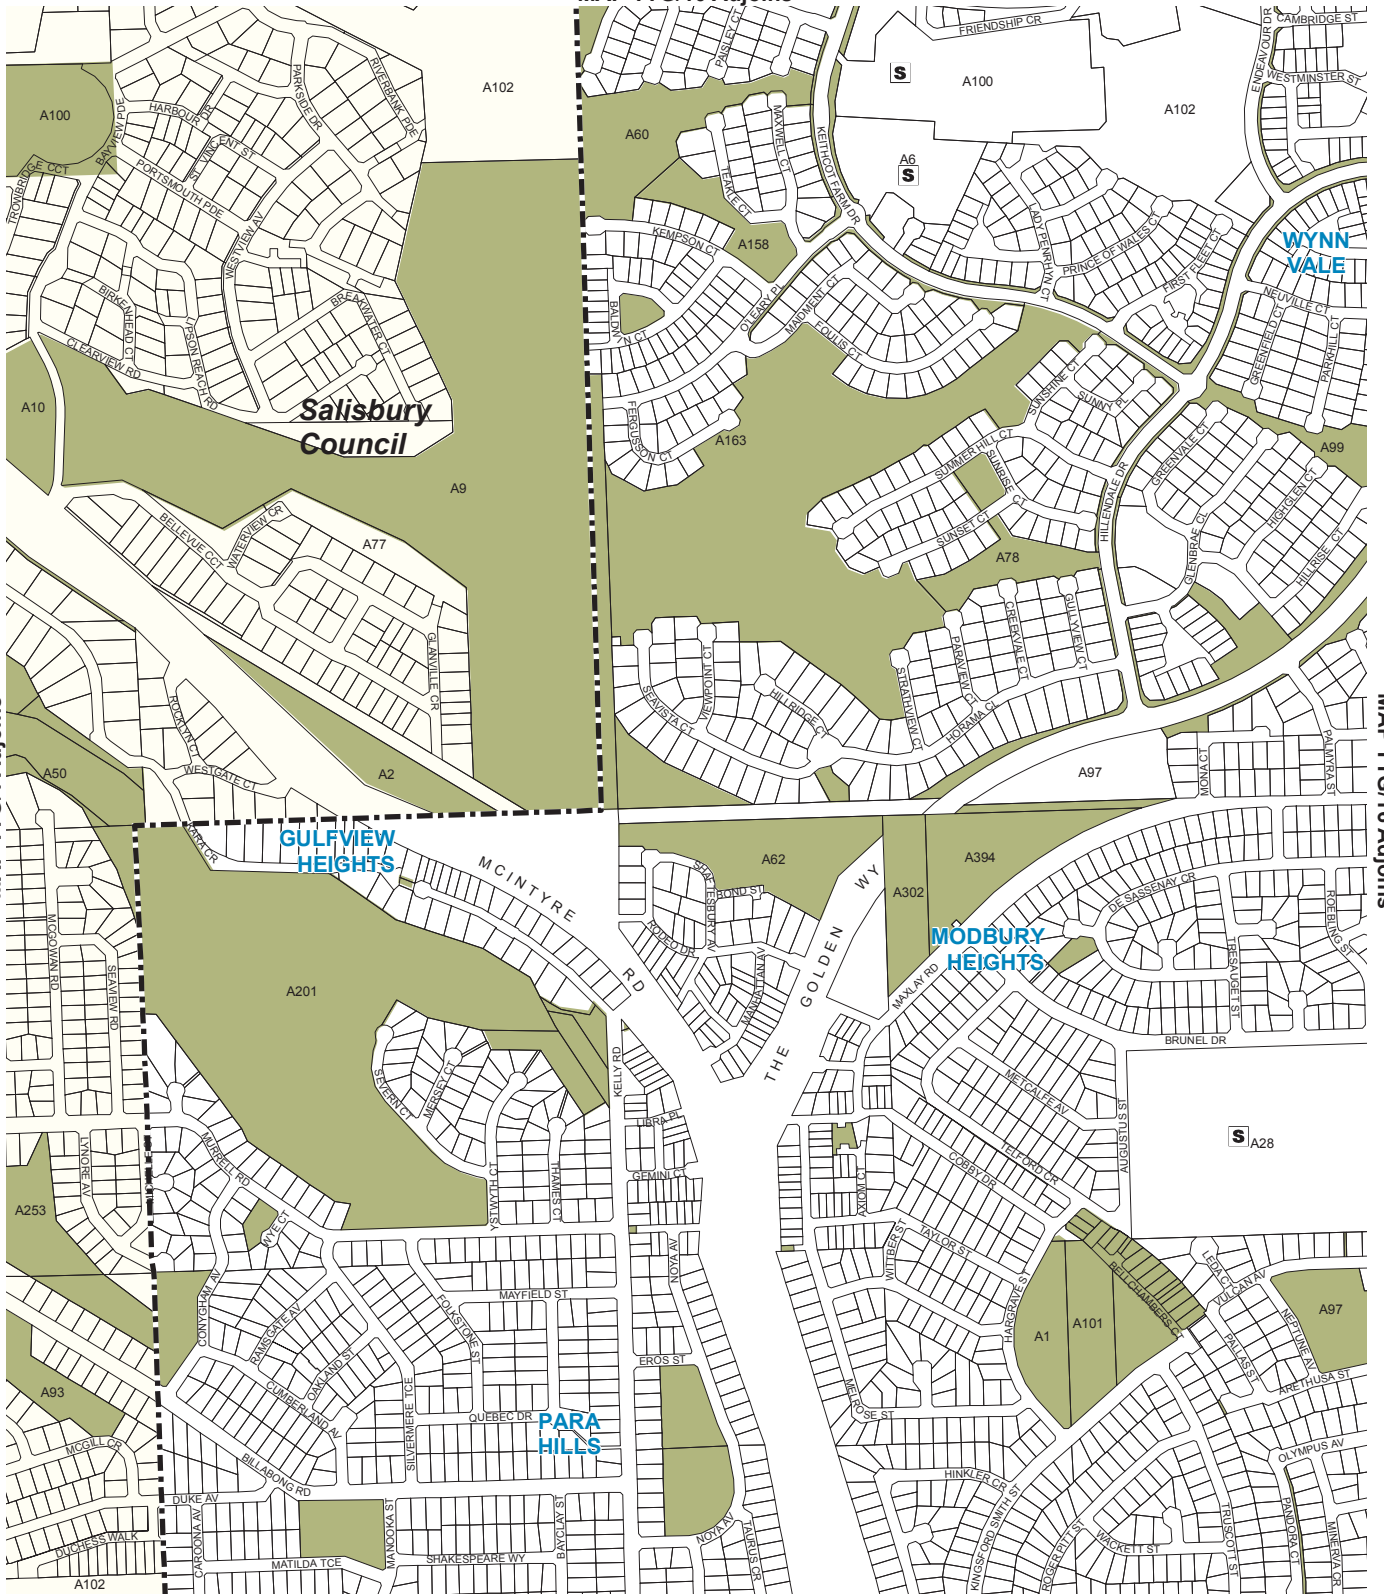 FRIENDSHIP CR
CAMBRIDGE ST
ENDEAVOUR DR
WESTMINSTER ST
PAISLEY CT
PARKSIDE DR
RIVERBANK PDE
A102
S
A100
A102
A100
HARBOUR DR
BAYVIEW PDE
VINCENT ST
PORTSMOUTH PDE
TROWBRIDGE CCT
WESTVIEW AV
A60
MAXWELL CT
TEAKLE CT
KEITHCOT FARM DR
A6
S
LADY PENRHYN CT
PRINCE OF WALES CT
FIRST FLEET CT
WYNN
VALE
KEMPSON CT
A158
BALDWIN CT
O'LEARY PL
MAIDMENT CT
FOULIS CT
NEUVILLE CT
GREENFIELD CT
PARKHILL CT
BIRKENHEAD CT
BREAKWATER CT
CLEARVIEW RD
A10
Salisbury
Council
FERGUSSON CT
A163
SUNSHINE CT
SUNNY PL
SUMMER HILL CT
SUNRISE CT
SUNSET CT
HILLENDALE DR
GREENVALE CT
A99
HIGHGLEN CT
GLENBRAE CL
HILLRISE CT
A9
A77
BELLEVUE CCT
WATERVIEW CR
A78
GLANVILLE CR
CREEKVALE CT
GULLYVIEW CT
PARAVIEW CT
STRATHVIEW CT
HORAMA CL
SEAVISTA CT
VIEWPOINT CT
HILLRIDGE CT
ROCKLYN CT
WESTGATE CT
A50
A2
A97
MONA CT
PALMYRA ST
GULFVIEW
HEIGHTS
MCINTYRE
RD
A62
THE GOLDEN WY
A302
A394
SHAFTESBURY AV
BOND ST
RODEO DR
MANHATTAN AV
MODBURY
HEIGHTS
MAXLAY RD
DE SASSENAY CR
TRESAUGET ST
ROEBLING ST
BRUNEL DR
MCGOWAN RD
SEAVIEW RD
A201
SEVERN CT
MERSEY CT
KELLY RD
LIBRA PL
GEMINI CT
METCALFE AV
AUGUSTUS ST
TELFORD CR
COBBY DR
S
A28
LYNORE AV
MURRELL RD
YSTWYTH CT
THAMES CT
AXIOM CT
A253
WYE CT
WITTBER ST
TAYLOR ST
LEDA CT
VULCAN AV
BELLCHAMBERS CT
NEPTUNE AV
A97
CONYGHAM AV
MAYFIELD ST
FOLKSTONE ST
NOYA AV
HARGRAVE ST
A1
A101
PALLAS ST
RAMSGATE AV
OAKLAND ST
CUMBERLAND AV
EROS ST
ARETHUSA ST
A93
SILVERMERE TCE
QUEBEC DR
PARA
HILLS
MELROSE ST
OLYMPUS AV
MCGILL CR
BILLABONG RD
HINKLER CR
DUKE AV
KINGSFORD SMITH ST
ROGER PITT ST
WACKETT ST
TRUSCOTT ST
PANDORA CT
MINERVA CR
DUCHESS WALK
CAROONA AV
MANOOKA ST
BAYCLAY ST
NOYA AV
TAURUS CR
MATILDA TCE
SHAKESPEARE WY
A102